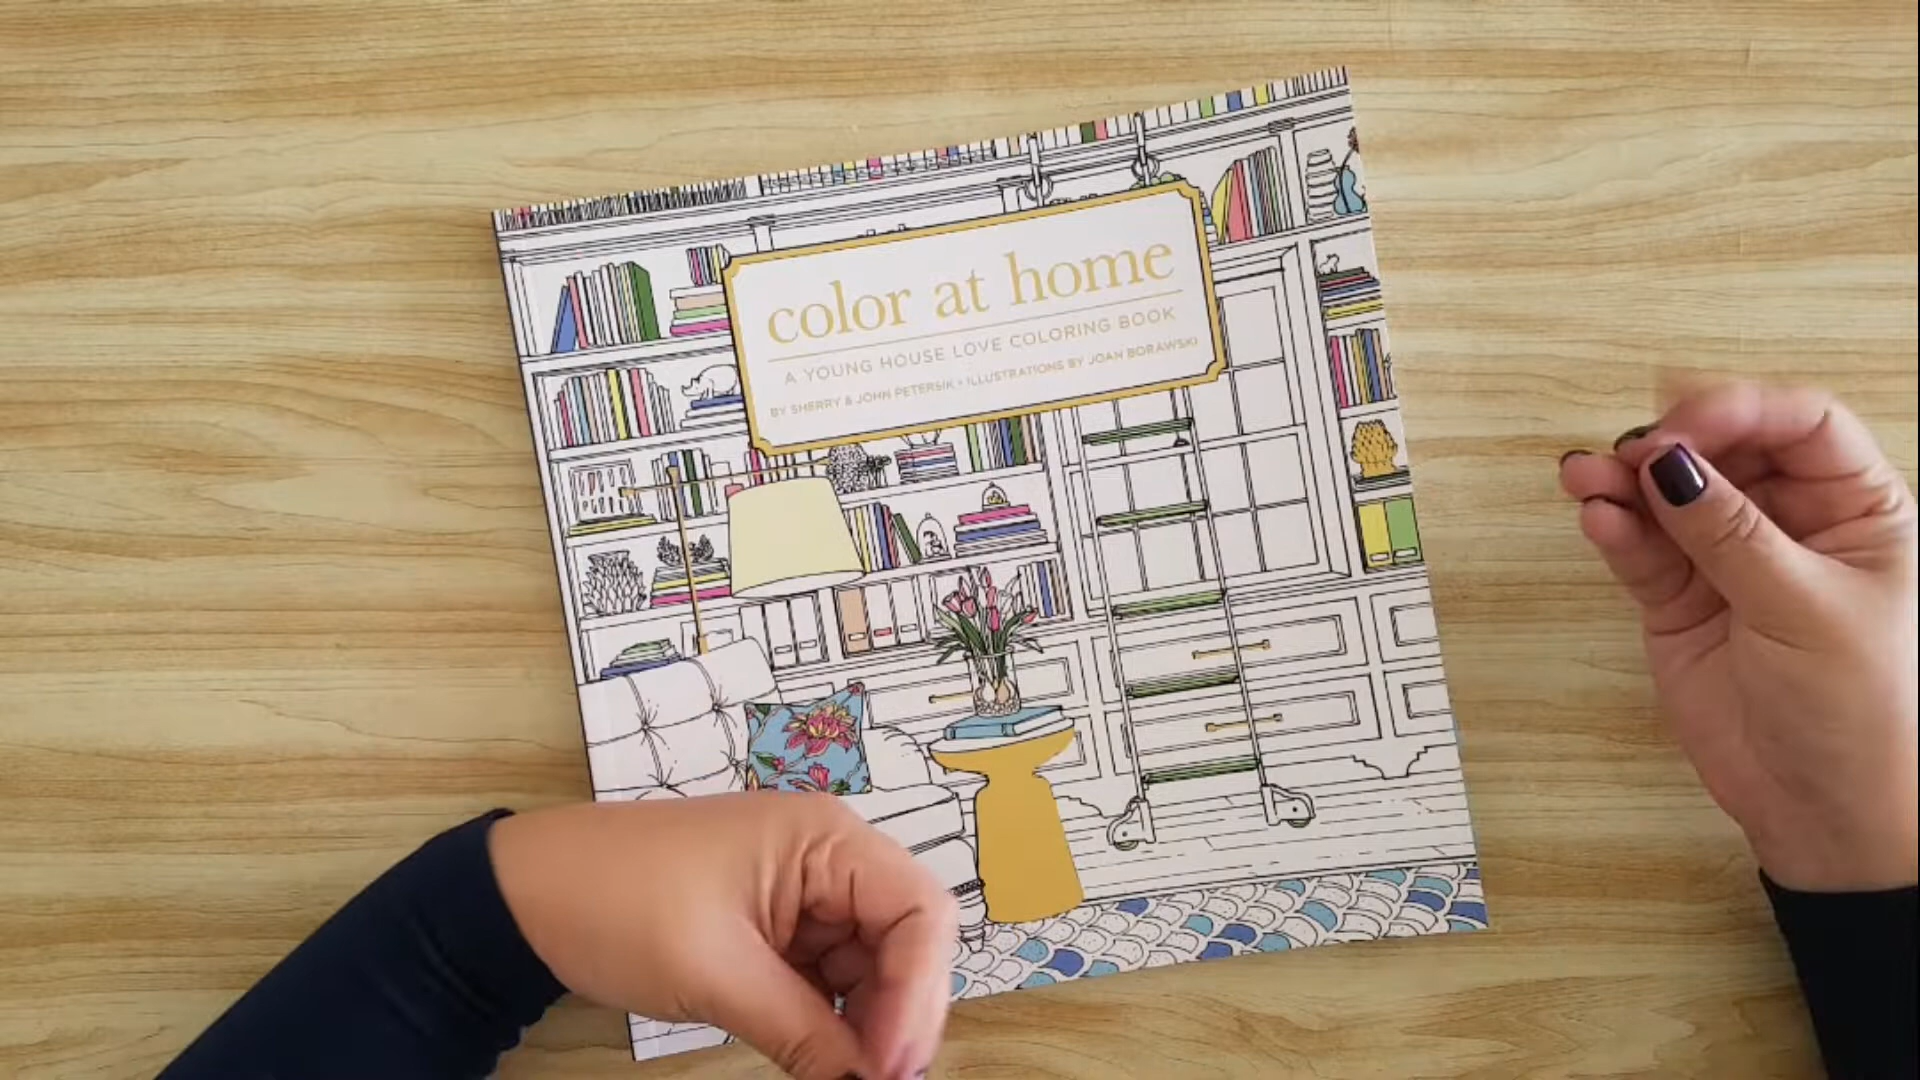 color at home
A YOUNG HOUSE LOVE COLORING BOOK
BY SHERRY & JOHN PETERSIK • ILLUSTRATIONS BY JOAN BORAWSKI